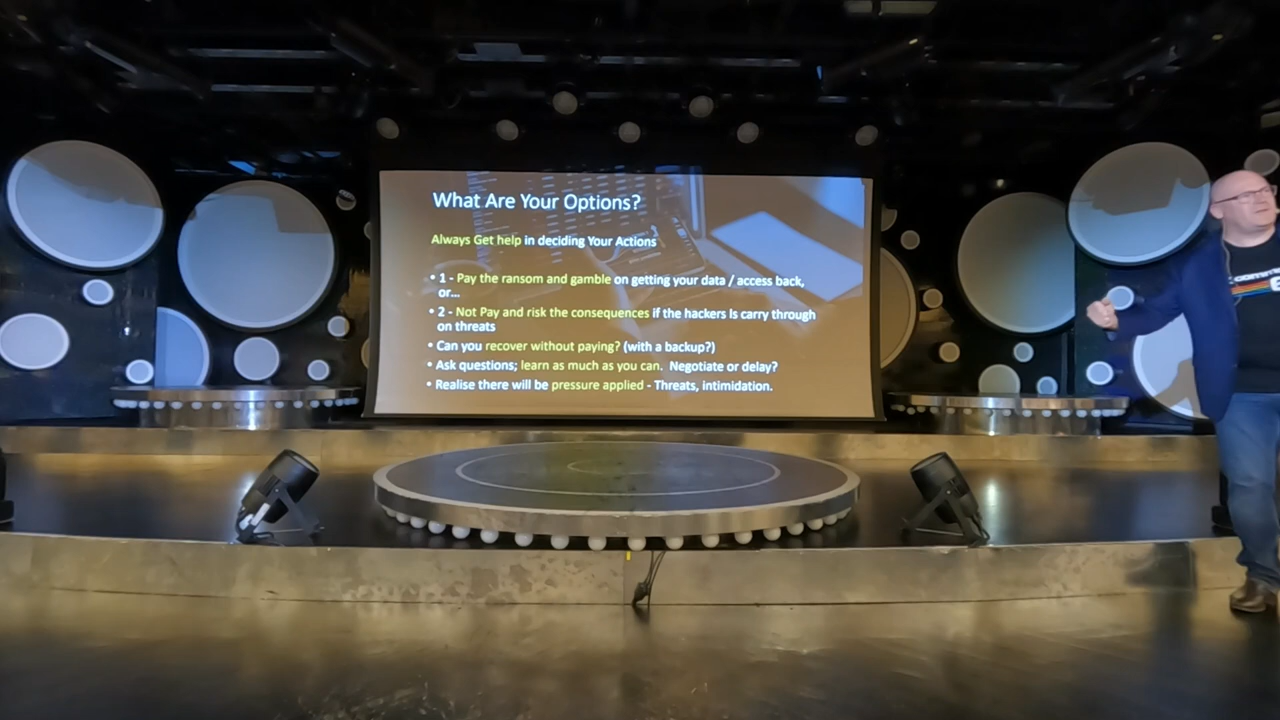 What Are Your Options?
Always Get help in deciding Your Actions
• 1 - Pay the ransom and gamble on getting your data / access back,
or...
• 2 - Not Pay and risk the consequences if the hackers Is carry through
on threats
• Can you recover without paying? (with a backup?)
• Ask questions; learn as much as you can. Negotiate or delay?
• Realise there will be pressure applied - Threats, intimidation.